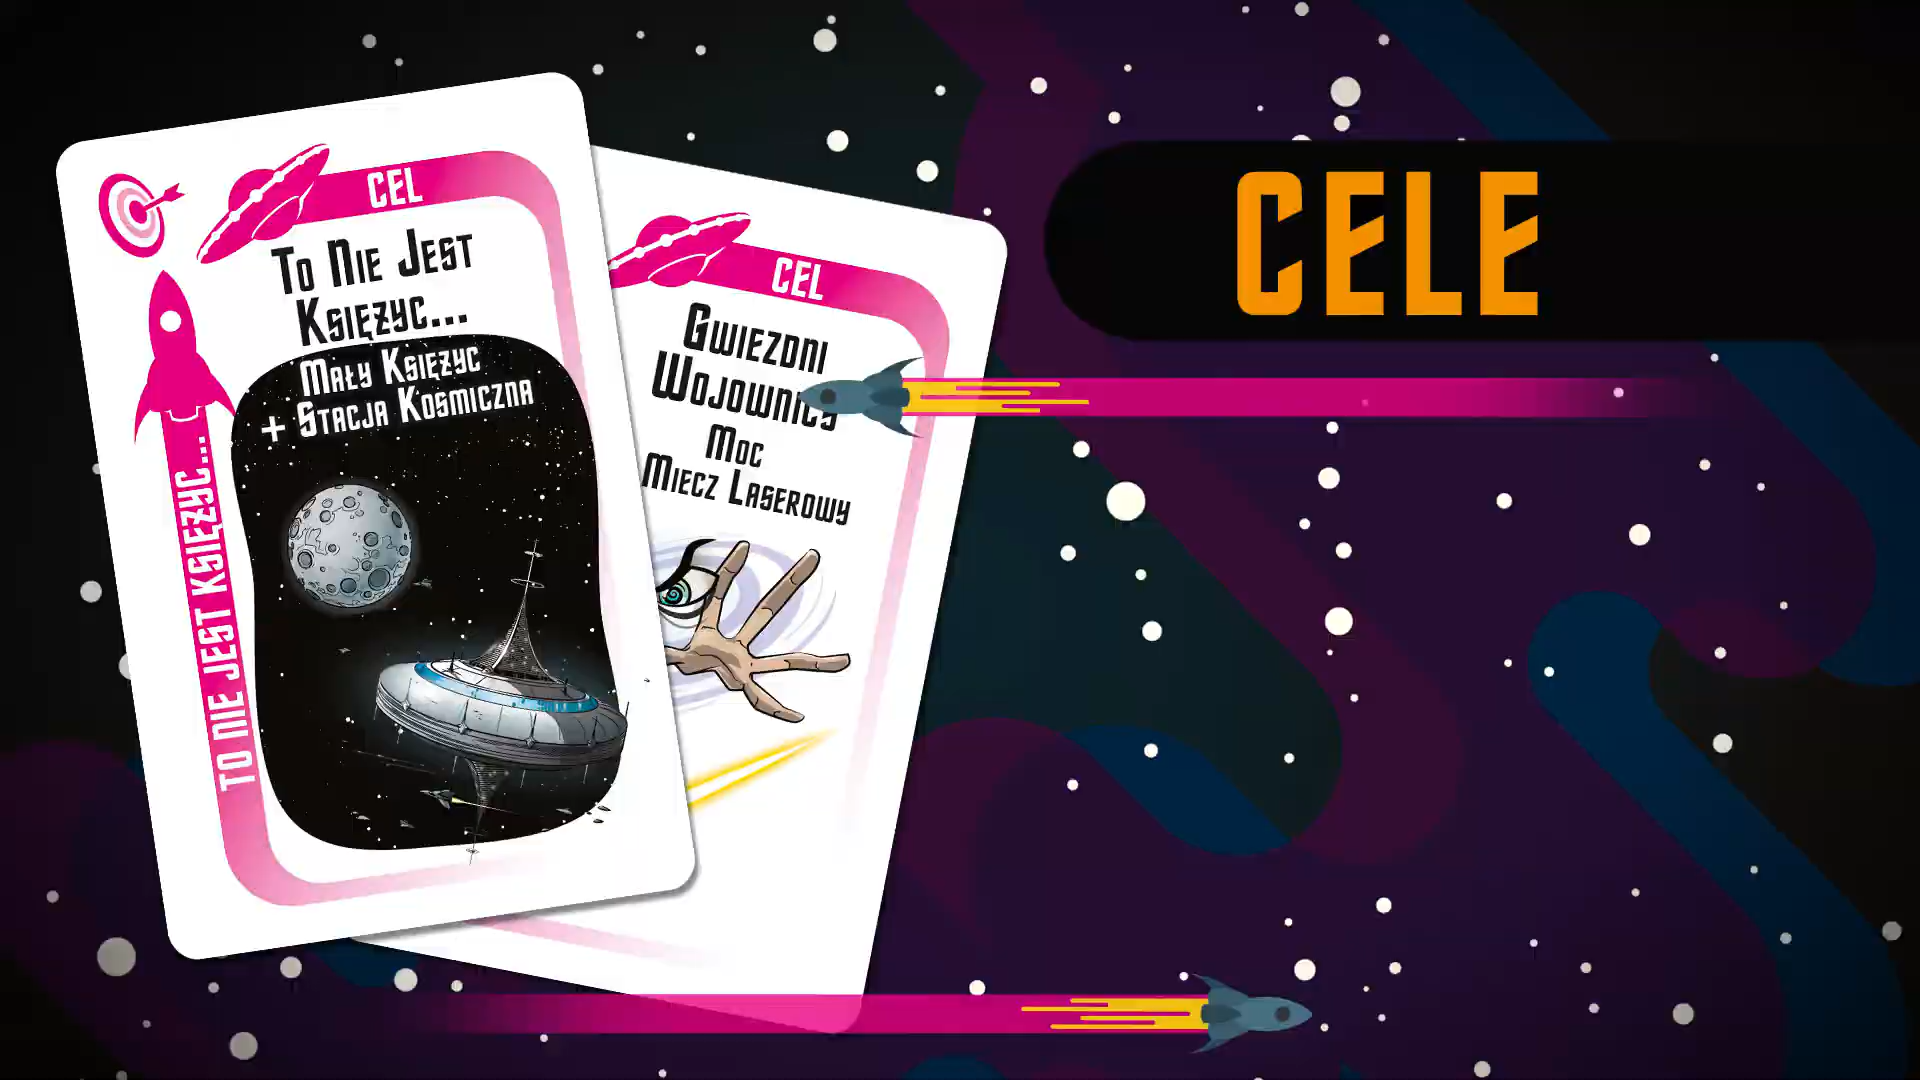 CEL
To Nie Jest
Księżyc...
Mały Księżyc
+ Stacja Kosmiczna
TO NIE JEST KSIĘŻYC...
CEL
Gwiezdni
Wojownicy
Moc
Miecz Laserowy
CELE